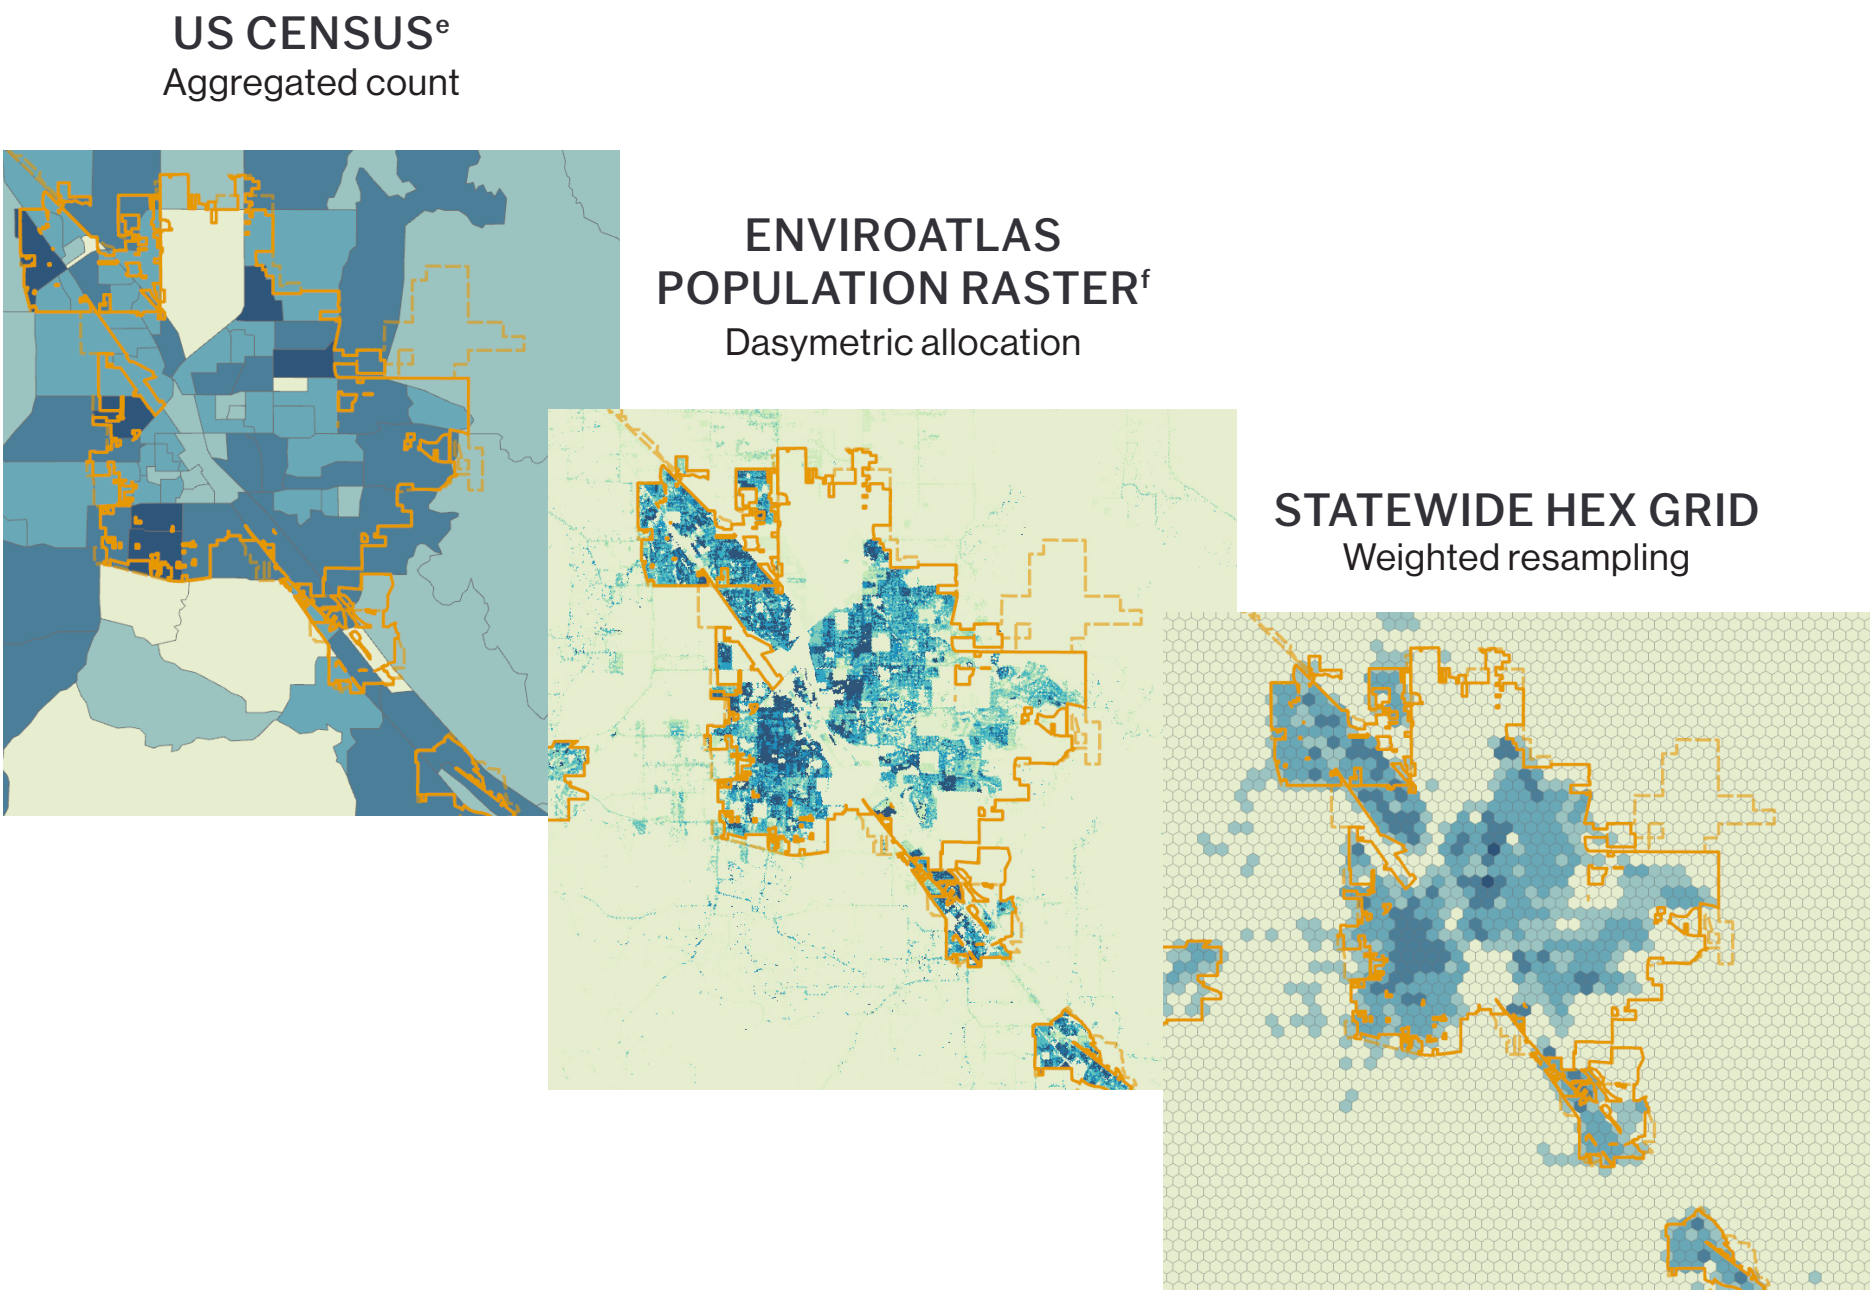 US CENSUSᵉ
Aggregated count
ENVIROATLAS
POPULATION RASTERᶠ
Dasymetric allocation
STATEWIDE HEX GRID
Weighted resampling